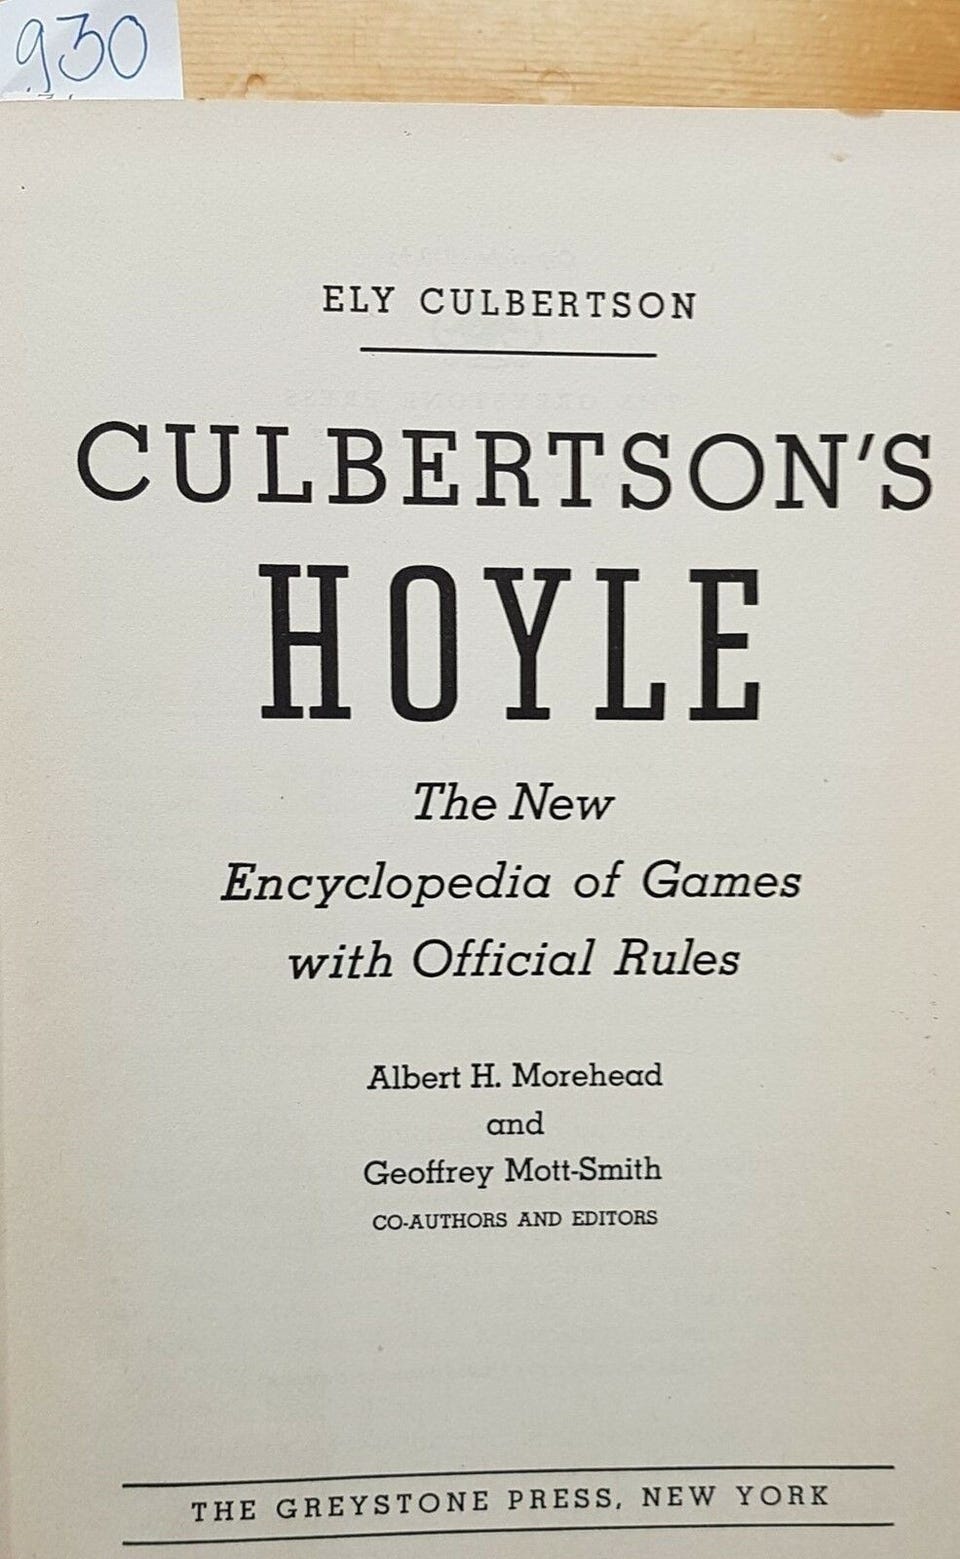 930
ELY CULBERTSON
CULBERTSON'S
HOYLE
The New
Encyclopedia of Games
with Official Rules
Albert H. Morehead
and
Geoffrey Mott-Smith
CO-AUTHORS AND EDITORS
THE GREYSTONE PRESS, NEW YORK